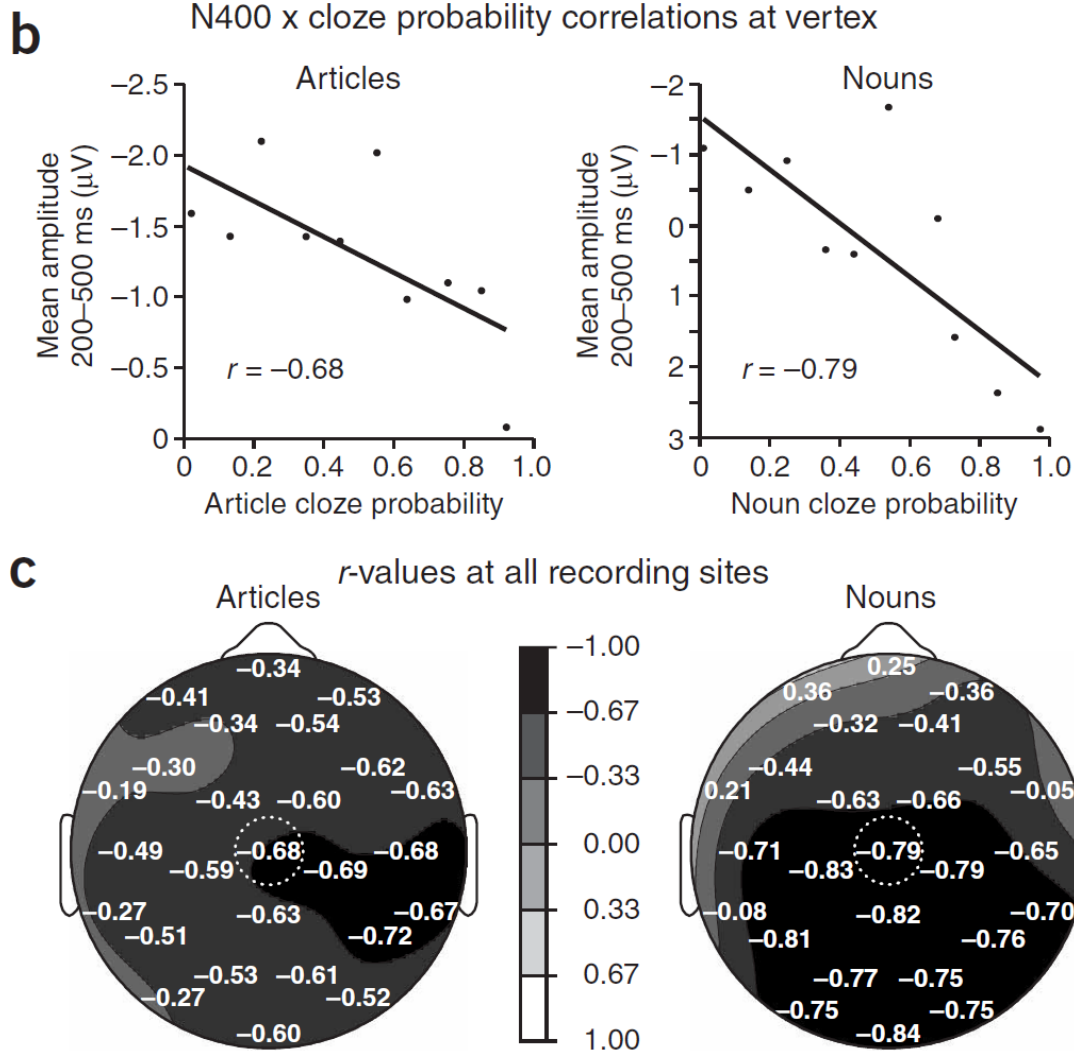 b
N400 x cloze probability correlations at vertex
Articles
Mean amplitude
200–500 ms (µV)
–2.5
–2.0
–1.5
–1.0
–0.5
0
r = –0.68
0 0.2 0.4 0.6 0.8 1.0
Article cloze probability
Nouns
Mean amplitude
200–500 ms (µV)
–2
–1
0
1
2
3
r = –0.79
0 0.2 0.4 0.6 0.8 1.0
Noun cloze probability
c
r-values at all recording sites
Articles
–0.34
–0.41 –0.53
–0.34 –0.54
–0.30 –0.62
–0.19 –0.63
–0.43 –0.60
–0.49 –0.68 –0.68
–0.59 –0.69
–0.27 –0.63 –0.67
–0.51 –0.72
–0.53 –0.61
–0.27 –0.52
–0.60
–1.00
–0.67
–0.33
0.00
0.33
0.67
1.00
Nouns
0.25
0.36 –0.36
–0.32 –0.41
–0.44 –0.55
0.21 –0.05
–0.63 –0.66
–0.71 –0.79 –0.65
–0.83 –0.79
–0.08 –0.82 –0.70
–0.81 –0.76
–0.77 –0.75
–0.75 –0.75
–0.84